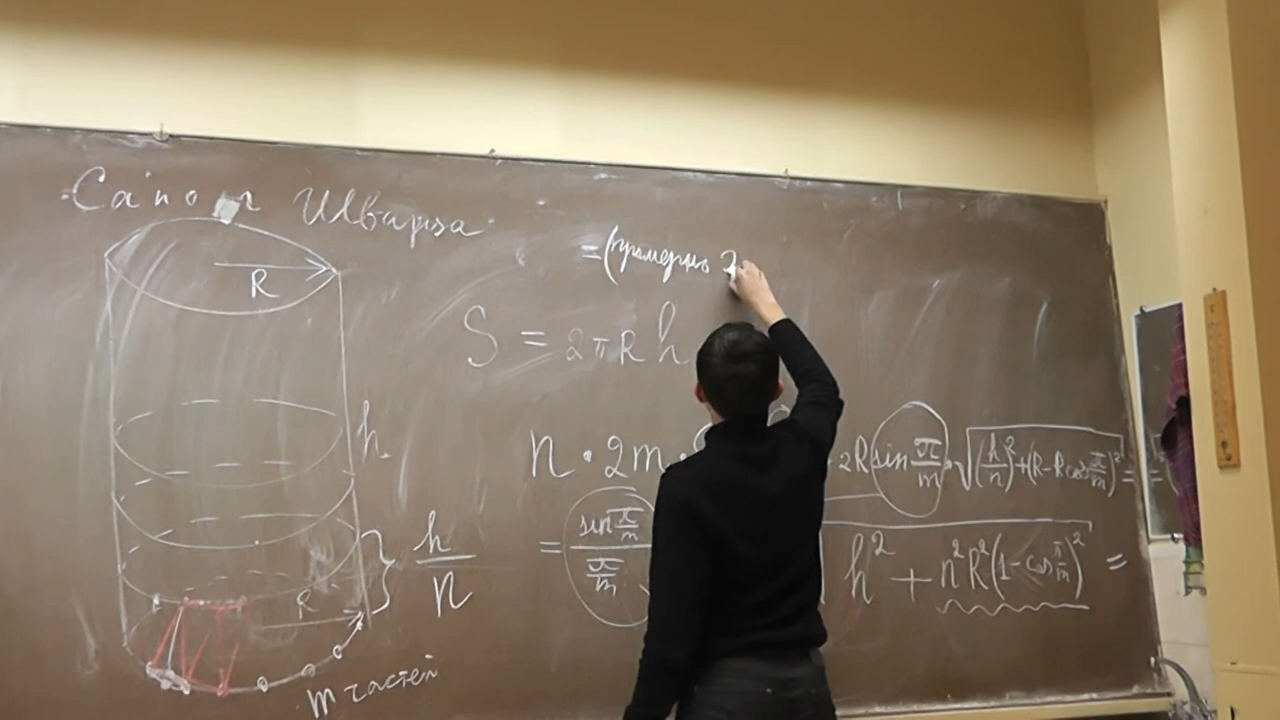 Сапог Шварца.
R
h
h/n
R
m частей
= (примерно 2
S = 2πRh
n · 2m ·
· 2R sin π/m · √((h/n)² + (R - R cos π/m)²) =
= (sin π/m)/(π/m)
√(h² + n²R²(1 - cos π/m)²) =